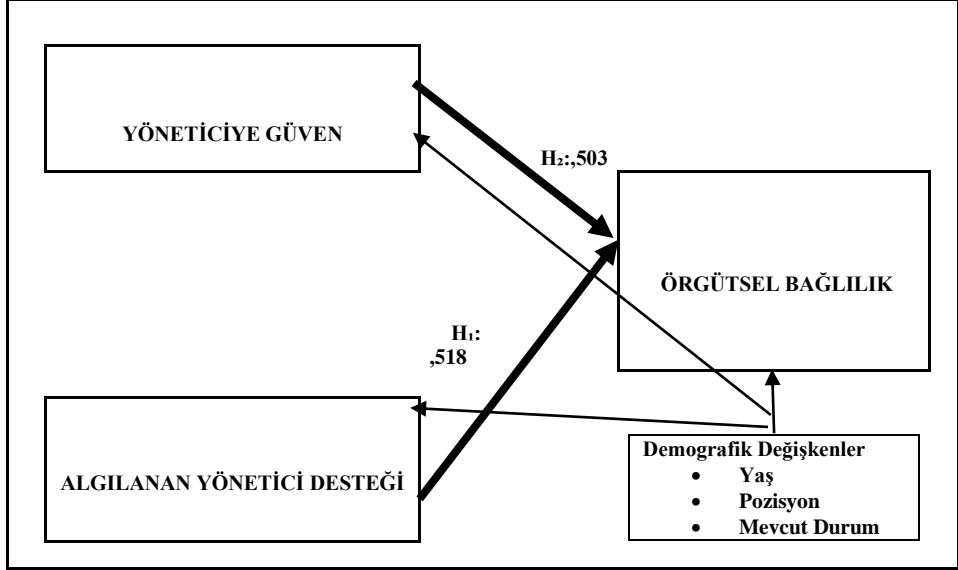 YÖNETİCİYE GÜVEN
H₂:,503
ÖRGÜTSEL BAĞLILIK
H₁:
,518
ALGILANAN YÖNETİCİ DESTEĞİ
Demografik Değişkenler
• Yaş
• Pozisyon
• Mevcut Durum